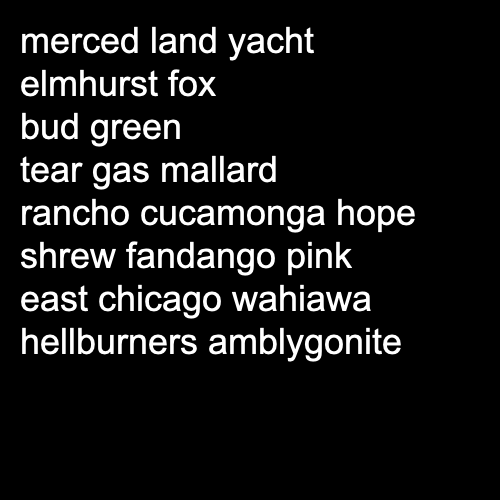 merced land yacht
elmhurst fox
bud green
tear gas mallard
rancho cucamonga hope
shrew fandango pink
east chicago wahiawa
hellburners amblygonite